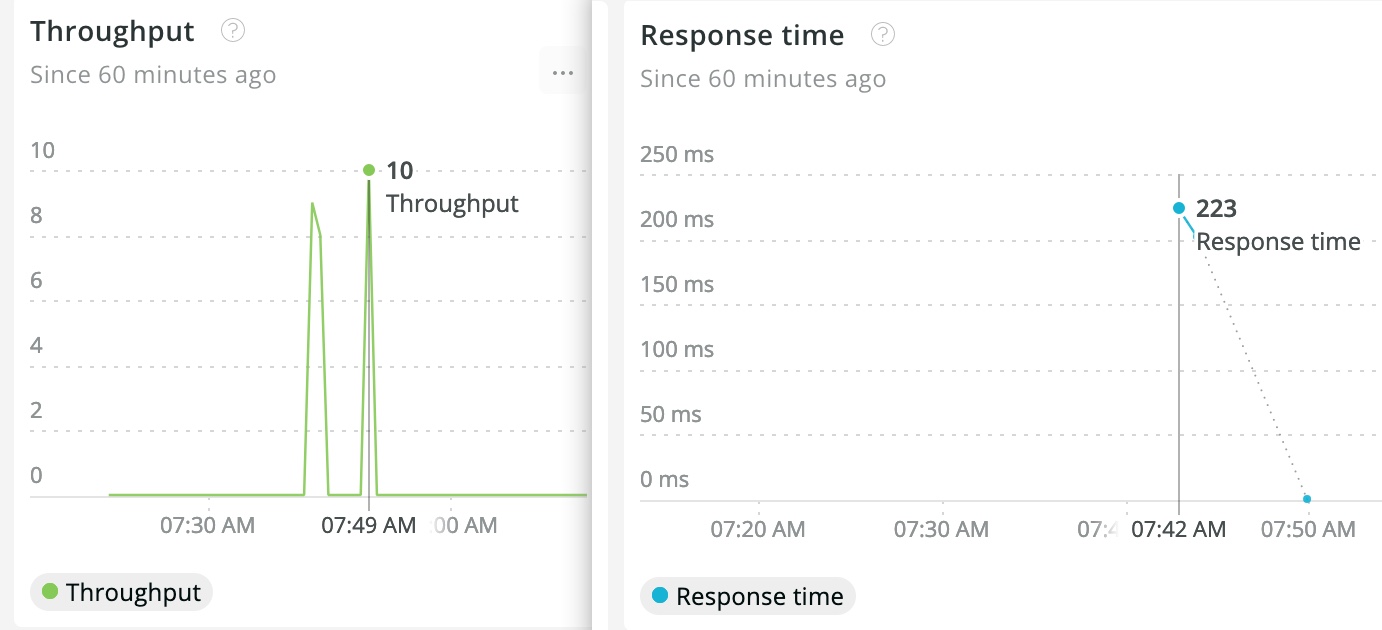 Throughput ?
Since 60 minutes ago
...
10
10
Throughput
8
6
4
2
0
07:30 AM 07:49 AM :00 AM
Throughput
Response time ?
Since 60 minutes ago
250 ms
223
200 ms
Response time
150 ms
100 ms
50 ms
0 ms
07:20 AM 07:30 AM 07:4 07:42 AM 07:50 AM
Response time